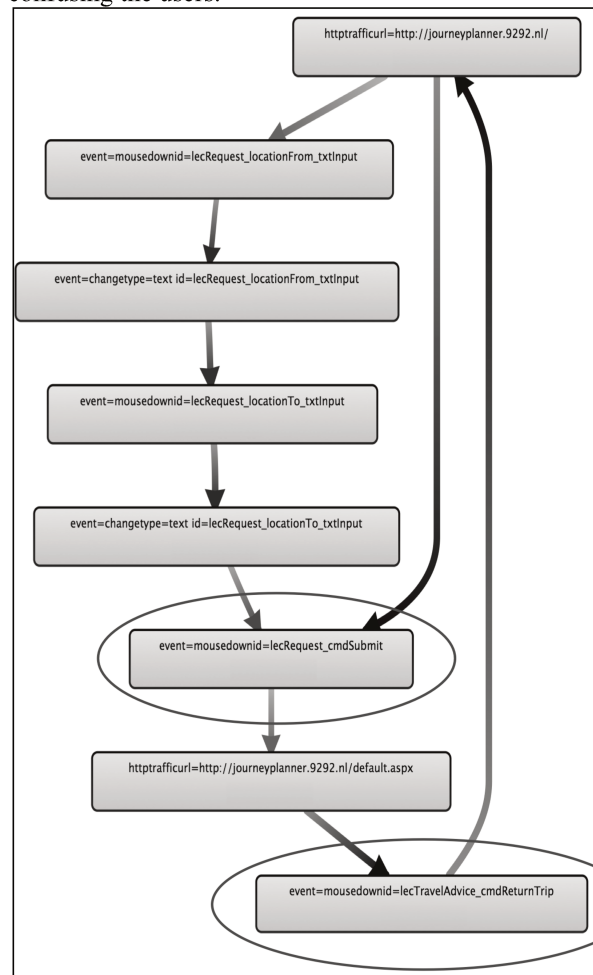 httptrafficurl=http://journeyplanner.9292.nl/
event=mousedownid=lecRequest_locationFrom_txtInput
event=changetype=text id=lecRequest_locationFrom_txtInput
event=mousedownid=lecRequest_locationTo_txtInput
event=changetype=text id=lecRequest_locationTo_txtInput
event=mousedownid=lecRequest_cmdSubmit
httptrafficurl=http://journeyplanner.9292.nl/default.aspx
event=mousedownid=lecTravelAdvice_cmdReturnTrip